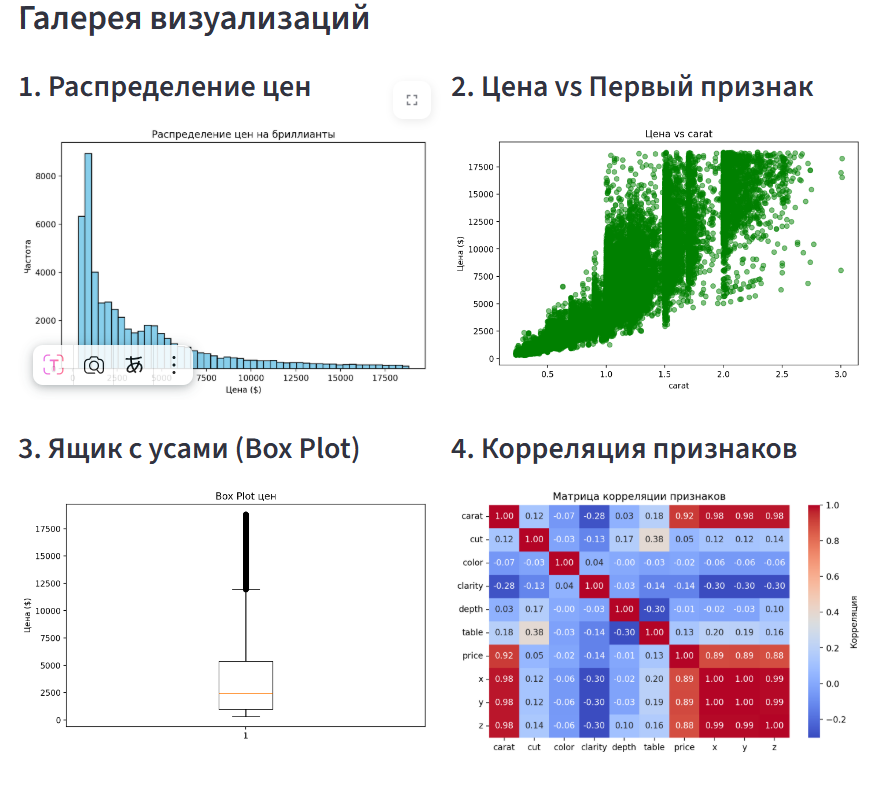 Галерея визуализаций
1. Распределение цен
2. Цена vs Первый признак
Распределение цен на бриллианты
8000
6000
4000
2000
Частота
7500
10000
12500
15000
17500
Цена ($)
Цена vs carat
17500
15000
12500
10000
7500
5000
2500
0
Цена ($)
0.5
1.0
1.5
2.0
2.5
3.0
carat
3. Ящик с усами (Box Plot)
4. Корреляция признаков
Box Plot цен
17500
15000
12500
10000
7500
5000
2500
0
Цена ($)
1
Матрица корреляции признаков
carat 1.00 0.12 -0.07 -0.28 0.03 0.18 0.92 0.98 0.98 0.98
cut 0.12 1.00 -0.03 -0.13 0.17 0.38 0.05 0.12 0.12 0.14
color -0.07 -0.03 1.00 0.04 -0.00 -0.03 -0.02 -0.06 -0.06 -0.06
clarity -0.28 -0.13 0.04 1.00 -0.03 -0.14 -0.14 -0.30 -0.30 -0.30
depth 0.03 0.17 -0.00 -0.03 1.00 -0.30 -0.01 -0.02 -0.03 0.10
table 0.18 0.38 -0.03 -0.14 -0.30 1.00 0.13 0.20 0.19 0.16
price 0.92 0.05 -0.02 -0.14 -0.01 0.13 1.00 0.89 0.89 0.88
x 0.98 0.12 -0.06 -0.30 -0.02 0.20 0.89 1.00 1.00 0.99
y 0.98 0.12 -0.06 -0.30 -0.03 0.19 0.89 1.00 1.00 0.99
z 0.98 0.14 -0.06 -0.30 0.10 0.16 0.88 0.99 0.99 1.00
carat cut color clarity depth table price x y z
1.0
0.8
0.6
0.4
0.2
0.0
−0.2
Корреляция